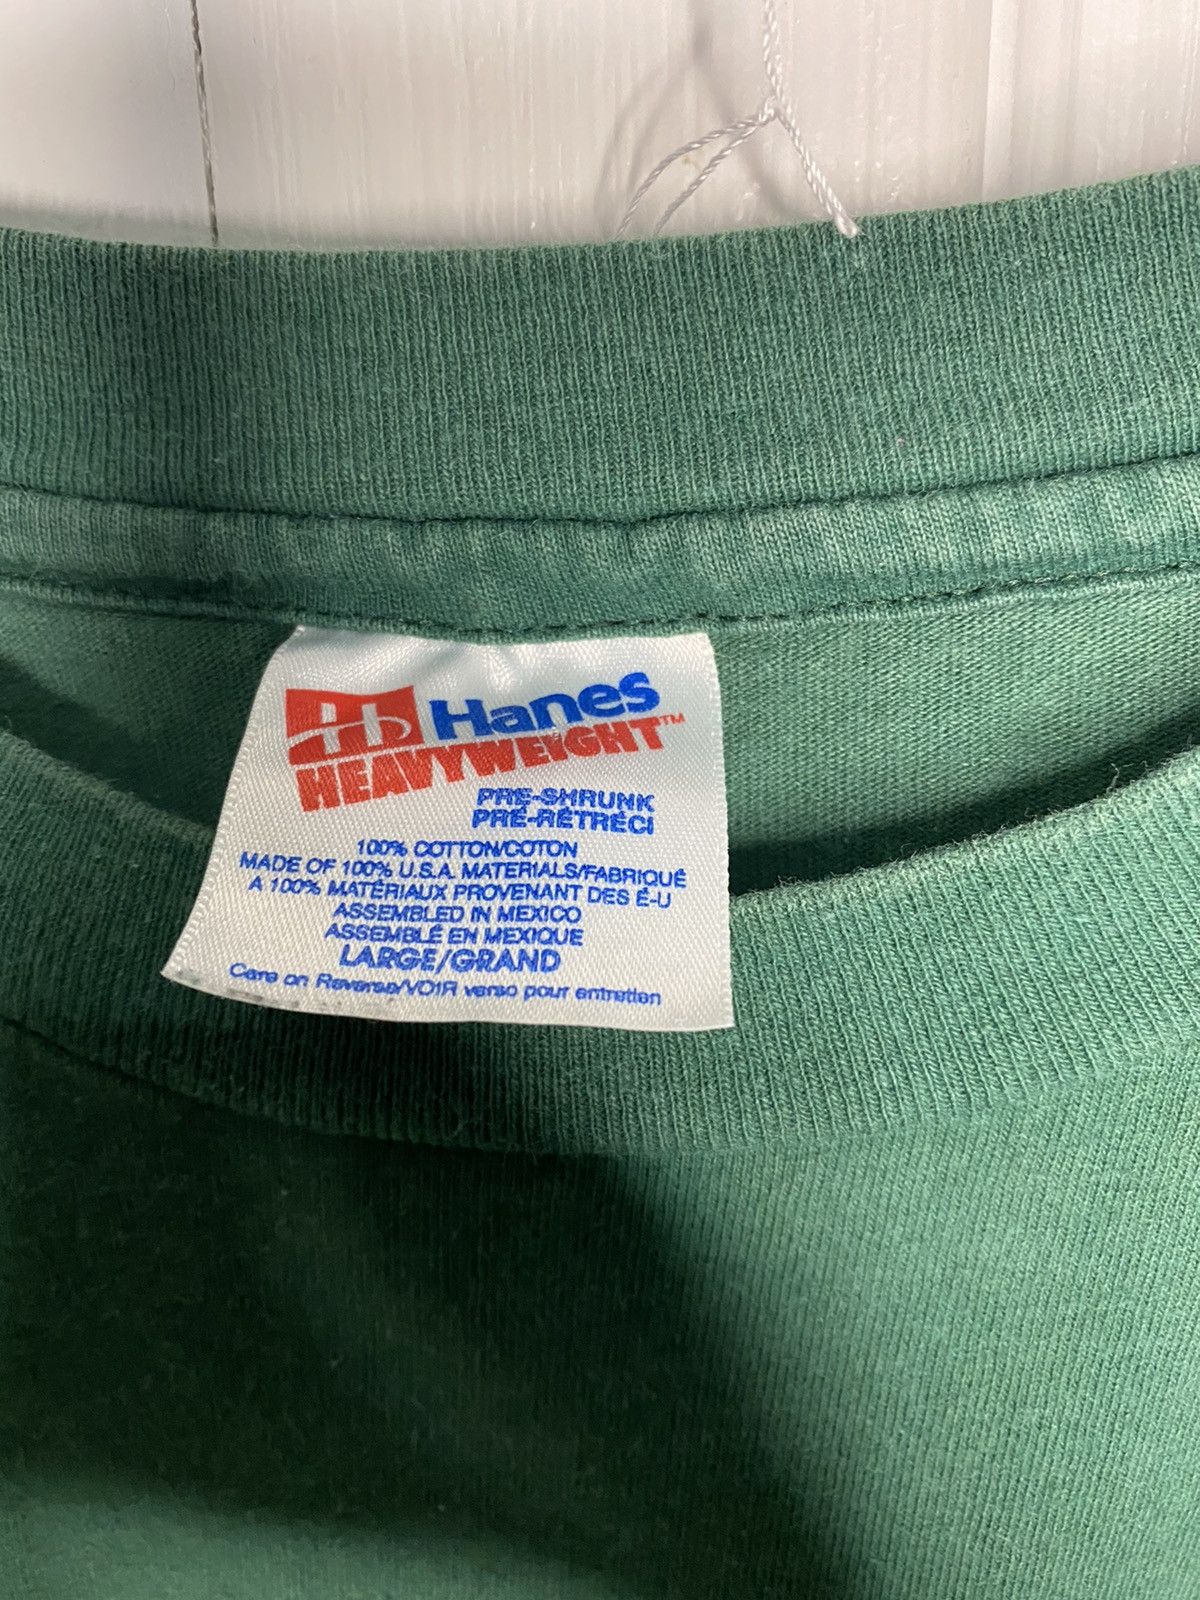 H Hanes
HEAVYWEIGHT™
PRE-SHRUNK
PRÉ-RÉTRÉCI
100% COTTON/COTON
MADE OF 100% U.S.A. MATERIALS/FABRIQUÉ
A 100% MATÉRIAUX PROVENANT DES É-U
ASSEMBLED IN MEXICO
ASSEMBLÉ EN MEXIQUE
LARGE/GRAND
Care on Reverse/VOIR verso pour entretien